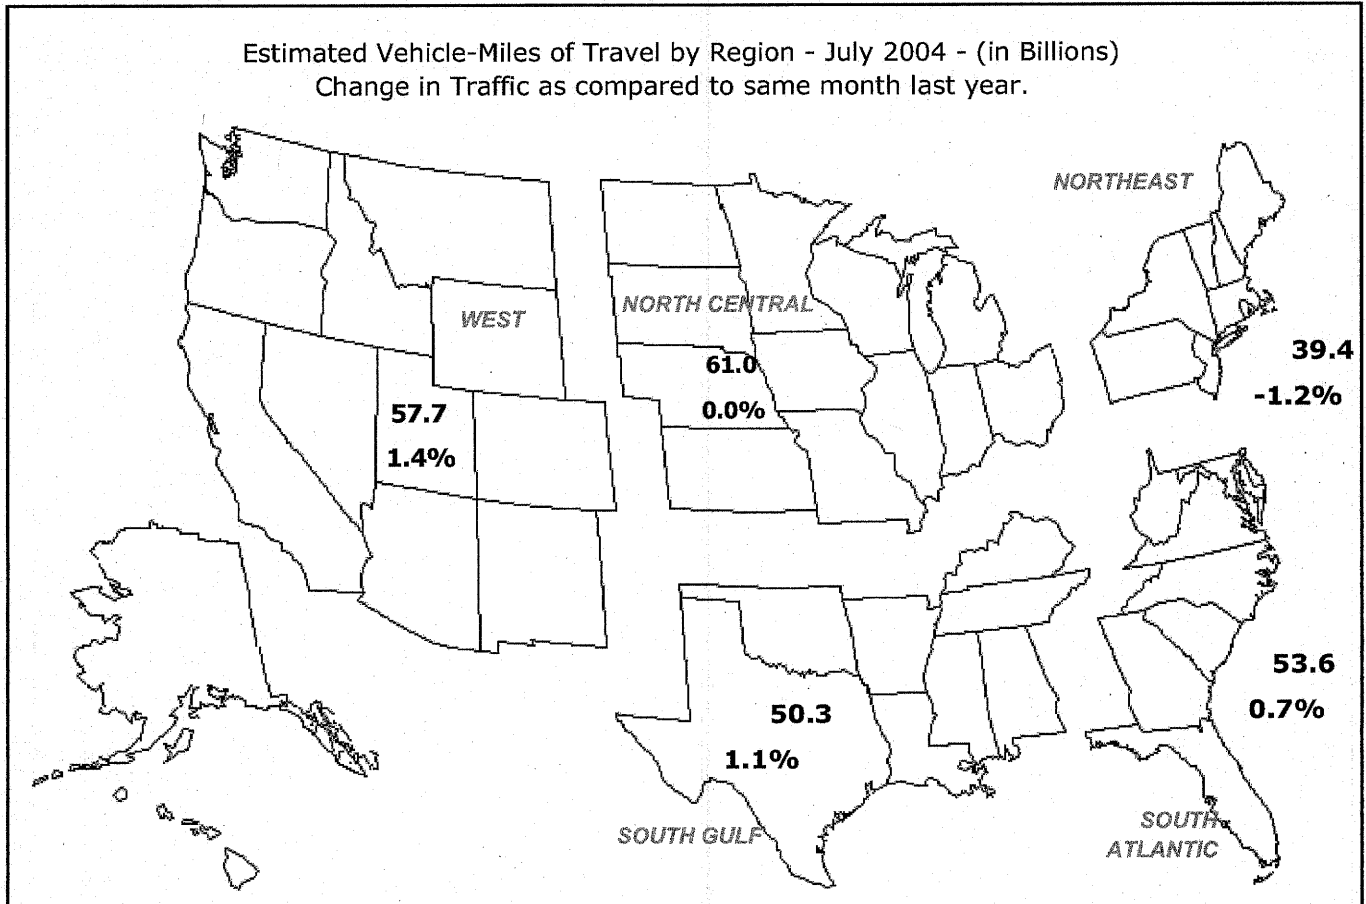 Estimated Vehicle-Miles of Travel by Region - July 2004 - (in Billions)
Change in Traffic as compared to same month last year.
NORTHEAST
39.4
-1.2%
NORTH CENTRAL
61.0
0.0%
WEST
57.7
1.4%
53.6
0.7%
SOUTH
ATLANTIC
50.3
1.1%
SOUTH GULF